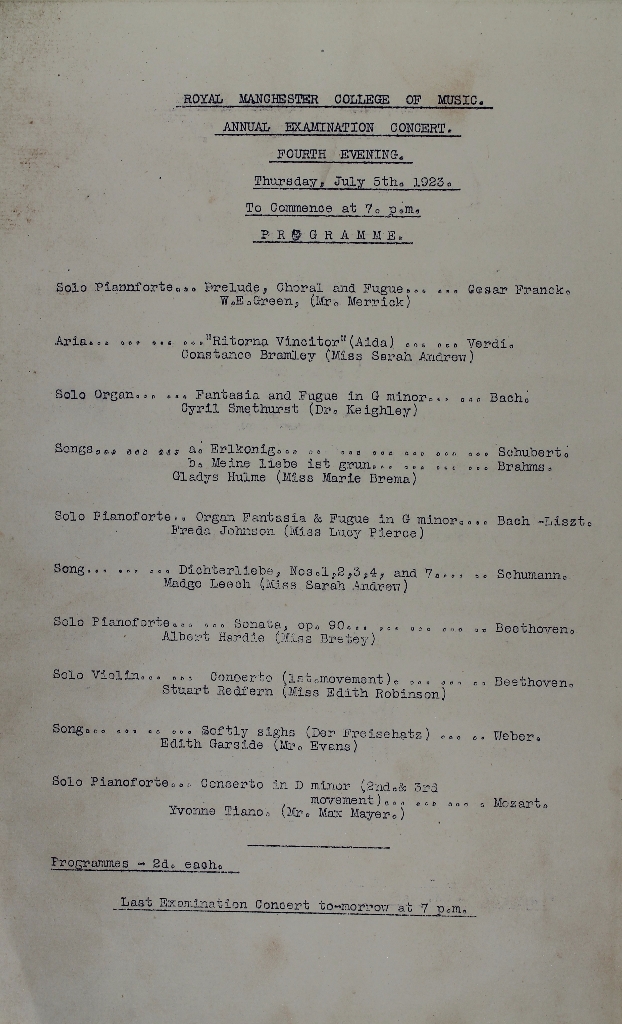 ROYAL MANCHESTER COLLEGE OF MUSIC.
ANNUAL EXAMINATION CONCERT.
FOURTH EVENING.
Thursday, July 5th. 1923.
To Commence at 7. p.m.
P R O G R A M M E.
Solo Piannforte.... Prelude, Choral and Fugue... ... Cesar Franck.
W.E.Green, (Mr. Merrick)
Aria... ... ... ..."Ritorna Vincitor"(Aida) ... ... Verdi.
Constance Bramley (Miss Sarah Andrew)
Solo Organ... ... Fantasia and Fugue in G minor... ... Bach.
Cyril Smethurst (Dr. Keighley)
Songs... ... ... a. Erlkonig... .. ... ... ... ... ... Schubert.
b. Meine liebe ist grun... ... ... ... ... Brahms.
Gladys Hulme (Miss Marie Brema)
Solo Pianoforte.. Organ Fantasia & Fugue in G minor..... Bach -Liszt.
Freda Johnson (Miss Lucy Pierce)
Song... ... ... Dichterliebe, Nos.1,2,3,4, and 7.... .. Schumann.
Madge Leech (Miss Sarah Andrew)
Solo Pianoforte... ... Sonata, op. 90... ... ... ... .. Beethoven.
Albert Hardie (Miss Bretey)
Solo Violin... ... Concerto (1st.movement). ... ... .. Beethoven.
Stuart Redfern (Miss Edith Robinson)
Song... ... .. ... Softly sighs (Der Freisehatz) ... .. Weber.
Edith Garside (Mr. Evans)
Solo Pianoforte... Concerto in D minor (2nd.& 3rd
movement)... ... ... . Mozart.
Yvonne Tiano. (Mr. Max Mayer.)
Programmes - 2d. each.
Last Examination Concert to-morrow at 7 p.m.